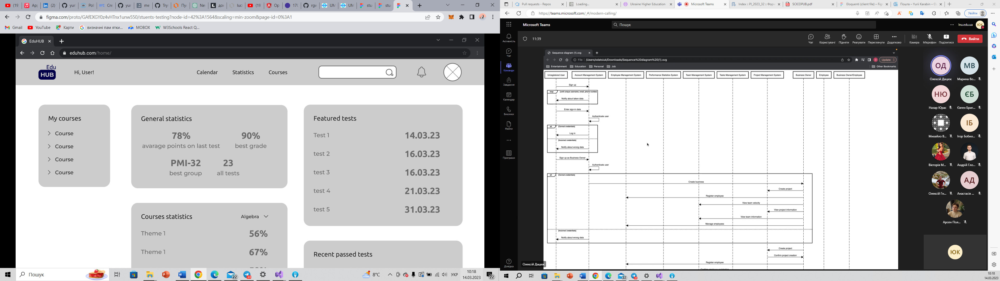 (19
App
(2)
yur
Pol
Cre
yur
me
Try
Пу
Ne
дог
luc
(19
Op
170
rgw
UM
UM
stu
stu
figma.com/proto/GAfEXGY0z4vHTnx1unw550/stuents-testing?node-id=42%3A1564&scaling=min-zoom&page-id=0%3A1
Gmail
YouTube
Карти
визначні пам ятки...
MOBOX
W3Schools React Q...
EduHUB
eduhub.com/home/
Edu
HUB
Hi, User!
Calendar
Statistics
Courses
My courses
Course
Course
Course
Course
General statistics
78%
90%
avarage points on last test
best grade
PMI-32
23
best group
all tests
Courses statistics
Algebra
Theme 1
56%
Theme 1
67%
Featured tests
Test 1
14.03.23
test 2
16.03.23
test 3
16.03.23
test 4
21.03.23
test 5
31.03.23
Recent passed tests
Пошук
22
8°C
УКР
10:18
14.03.2023
22
Pull requests - Repos
Loading...
Ukraine Higher Education
Microsoft Teams
Index :: PI_2023_32 :: Форм
SCICOPUB.pdf
Eloquenti (client file) – Fig
Пошта – Yurii Karabin – O
https://teams.microsoft.com/_#/modern-calling/
Увійти
Microsoft Teams
Пошук
lnu.edu.ua
ЮК
Активність
Чат
Команди
Завдання
Календар
Виклики
Файли
Програми
Довідка
11:39
Чат
Користувачі
Підняти
Реагувати
Переглянути
Додатково
Камера
Мікрофон
Поділитися
Вийти
Sequence diagram (1).svg
File
/Users/odatsiuk/Downloads/Sequence%20diagram%20(1).svg
Update
Entertainment
Education
Personal
Job
Other Bookmarks
Unregistered User
Account Management System
Employee Management System
Performance Statistics System
Team Management System
Tasks Management System
Project Management System
Business Owner
Employee
Business Owner/Employee
Sign up
loop
[until unique username, email, phone number]
Notify about taken data
Enter sign-in data
Authenticate user
alt
[Correct credentials]
Log in
[Incorrect credentials]
Notify about wrong data
Sign up as Business Owner
Authenticate user
alt
[Correct credentials]
Create business
Create project
Register employee
View team velocity
View project information
View team information
Manage employees
[Incorrect credentials]
Notify about wrong data
Create project
Confirm project creation
Register employee
Confirm employee registration
Олексій Дацюк
ОД
Олексій Дацюк
МВ
Марина Во...
НЮ
Назар Юрас
ЄБ
Євген Бриг...
Михайло В...
ІБ
Ігор Бобил...
Вікторія М...
Андрій Гло...
Олексій Гн...
АД
Анастасія ...
Арсен Пол...
ЮК
22
10:18
14.03.2023